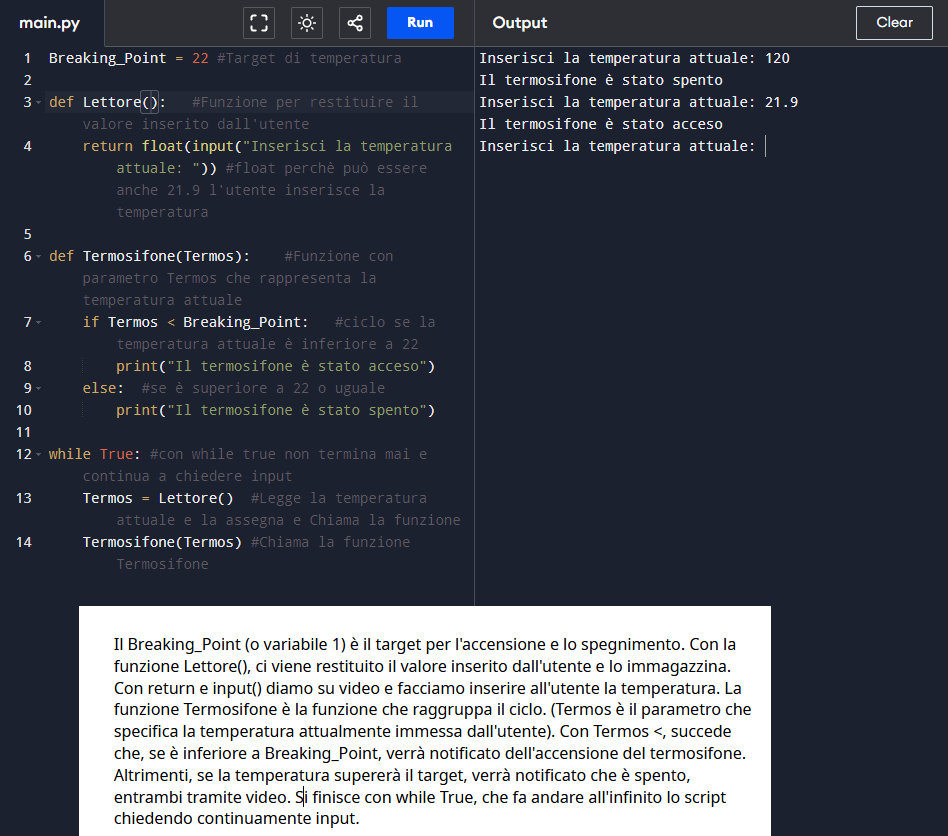 main.py
Run
Output
Clear
1 Breaking_Point = 22 #Target di temperatura
2
3 def Lettore(): #Funzione per restituire il
valore inserito dall'utente
4 return float(input("Inserisci la temperatura
attuale: ")) #float perchè può essere
anche 21.9 l'utente inserisce la
temperatura
5
6 def Termosifone(Termos): #Funzione con
parametro Termos che rappresenta la
temperatura attuale
7 if Termos < Breaking_Point: #ciclo se la
temperatura attuale è inferiore a 22
8 print("Il termosifone è stato acceso")
9 else: #se è superiore a 22 o uguale
10 print("Il termosifone è stato spento")
11
12 while True: #con while true non termina mai e
continua a chiedere input
13 Termos = Lettore() #Legge la temperatura
attuale e la assegna e Chiama la funzione
14 Termosifone(Termos) #Chiama la funzione
Termosifone
Inserisci la temperatura attuale: 120
Il termosifone è stato spento
Inserisci la temperatura attuale: 21.9
Il termosifone è stato acceso
Inserisci la temperatura attuale:
Il Breaking_Point (o variabile 1) è il target per l'accensione e lo spegnimento. Con la
funzione Lettore(), ci viene restituito il valore inserito dall'utente e lo immagazzina.
Con return e input() diamo su video e facciamo inserire all'utente la temperatura. La
funzione Termosifone è la funzione che raggruppa il ciclo. (Termos è il parametro che
specifica la temperatura attualmente immessa dall'utente). Con Termos <, succede
che, se è inferiore a Breaking_Point, verrà notificato dell'accensione del termosifone.
Altrimenti, se la temperatura supererà il target, verrà notificato che è spento,
entrambi tramite video. Si finisce con while True, che fa andare all'infinito lo script
chiedendo continuamente input.